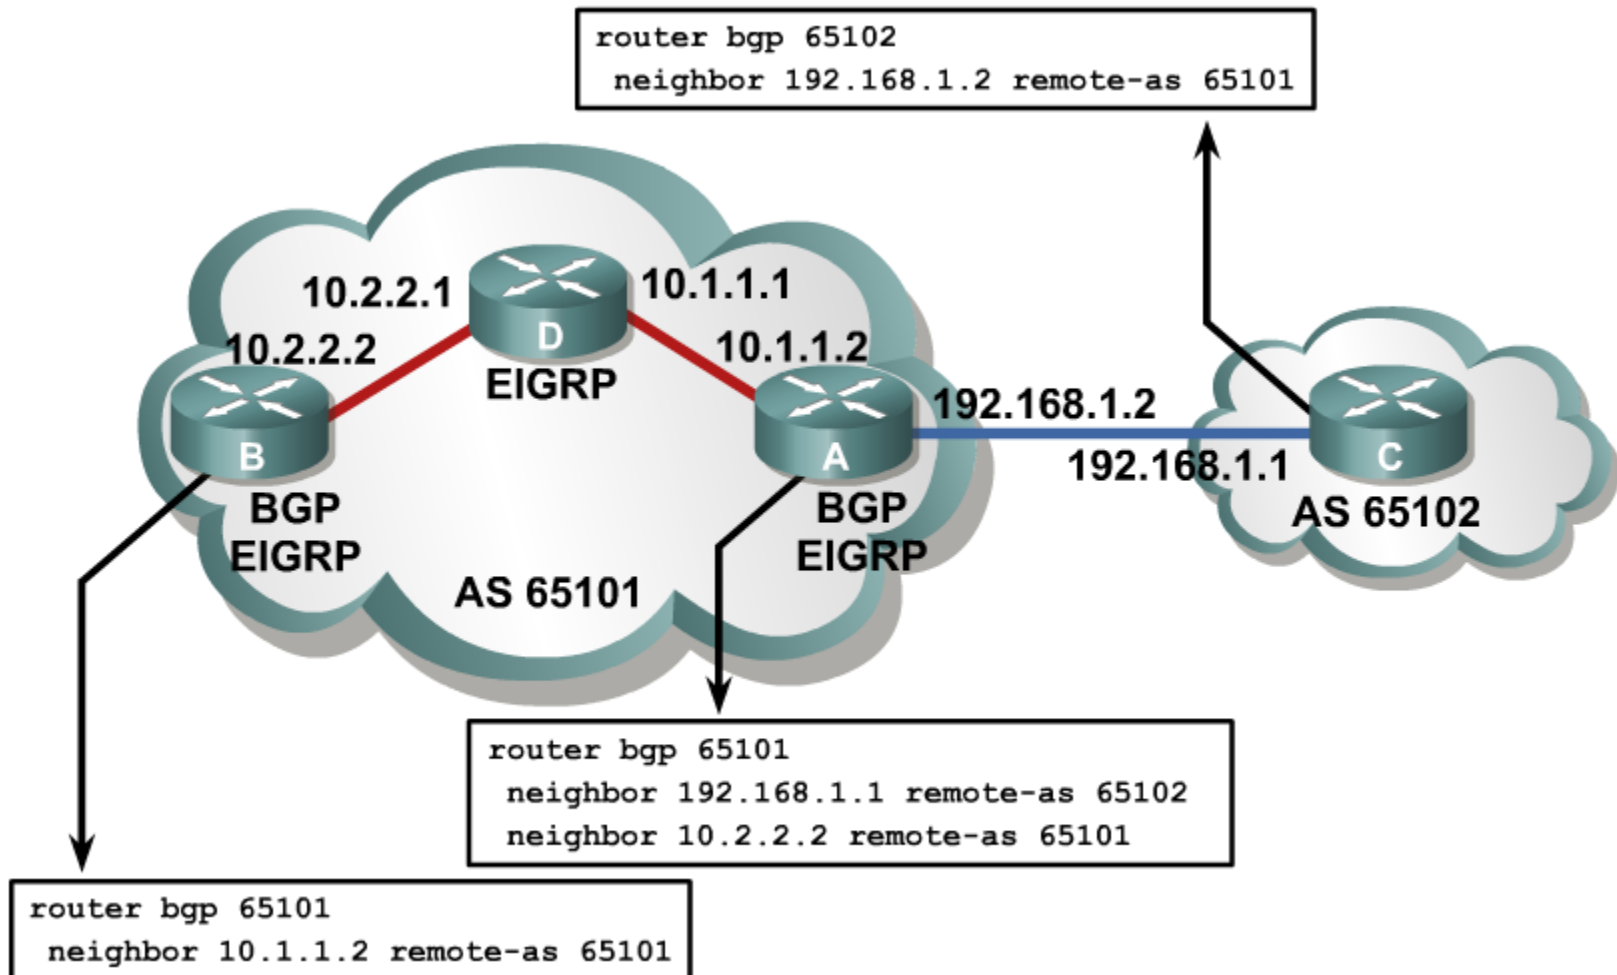 router bgp 65102
neighbor 192.168.1.2 remote-as 65101
10.2.2.1
10.1.1.1
D
10.2.2.2
10.1.1.2
EIGRP
192.168.1.2
B
A
192.168.1.1
C
BGP
EIGRP
BGP
EIGRP
AS 65102
AS 65101
router bgp 65101
neighbor 192.168.1.1 remote-as 65102
neighbor 10.2.2.2 remote-as 65101
router bgp 65101
neighbor 10.1.1.2 remote-as 65101